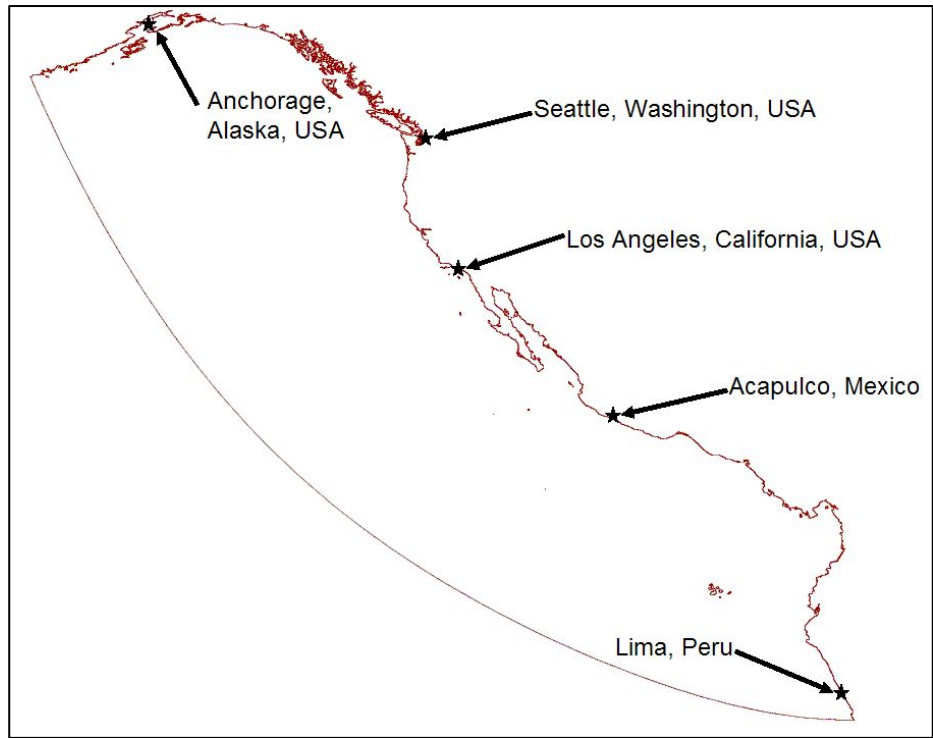 Anchorage,
Alaska, USA
Seattle, Washington, USA
Los Angeles, California, USA
Acapulco, Mexico
Lima, Peru